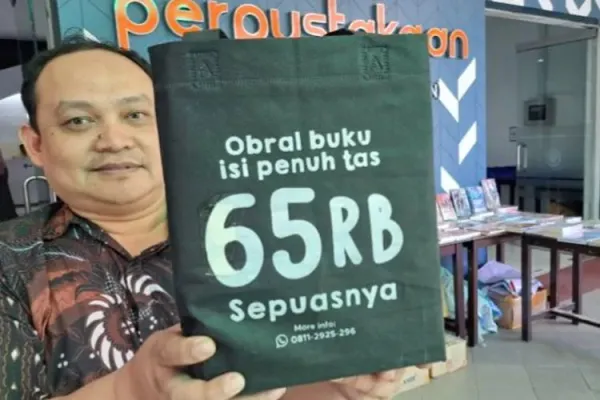 perpustakaan
Obral buku
isi penuh tas
65RB
Sepuasnya
More info:
0811-2925-296